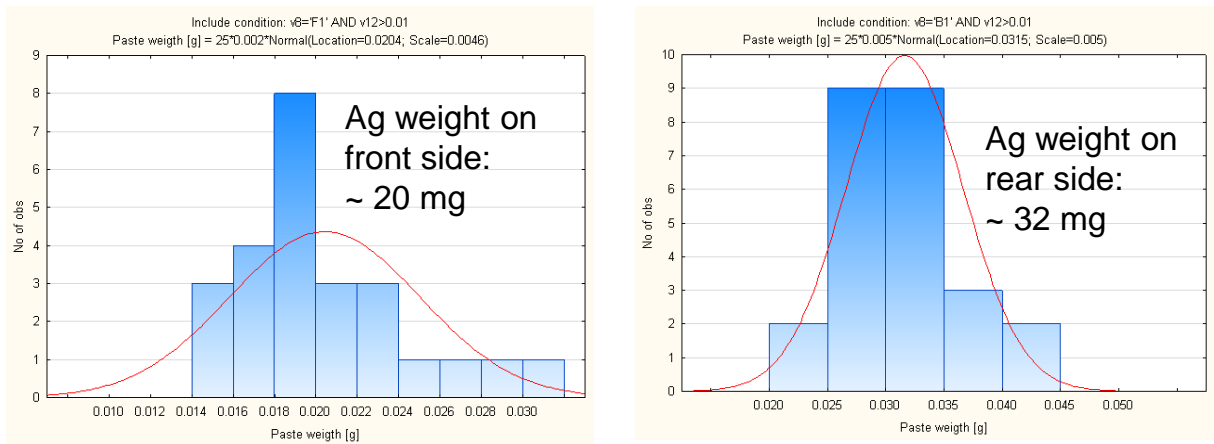 Include condition: v6='F1' AND v12>0.01
Paste weigth [g] = 25*0.002*Normal(Location=0.0204; Scale=0.0046)
9
8
7
6
5
4
3
2
1
0
No of obs
Ag weight on
front side:
~ 20 mg
0.010 0.012 0.014 0.016 0.018 0.020 0.022 0.024 0.026 0.028 0.030
Paste weigth [g]
Include condition: v6='B1' AND v12>0.01
Paste weigth [g] = 25*0.005*Normal(Location=0.0315; Scale=0.005)
10
9
8
7
6
5
4
3
2
1
0
No of obs
Ag weight on
rear side:
~ 32 mg
0.020 0.025 0.030 0.035 0.040 0.045 0.050
Paste weigth [g]